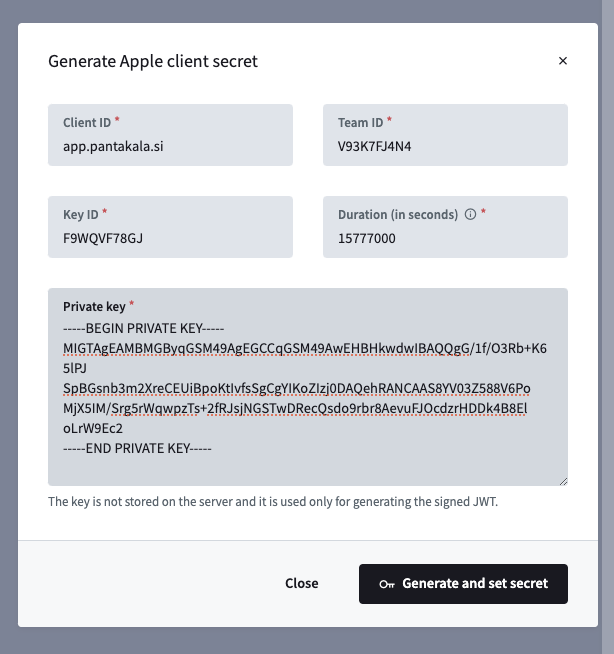 Generate Apple client secret
×
Client ID *
app.pantakala.si
Team ID *
V93K7FJ4N4
Key ID *
F9WQVF78GJ
Duration (in seconds) *
15777000
Private key *
-----BEGIN PRIVATE KEY-----
MIGTAgEAMBMGByqGSM49AgEGCCqGSM49AwEHBHkwdwIBAQQgG/1f/O3Rb+K6
5lPJ
SpBGsnb3m2XreCEUiBpoKtIvfsSgCgYIKoZIzj0DAQehRANCAAS8YV03Z588V6Po
MjX5IM/Srg5rWqwpzTs+2fRJsjNGSTwDRecQsdo9rbr8AevuFJOcdzrHDDk4B8El
oLrW9Ec2
-----END PRIVATE KEY-----
The key is not stored on the server and it is used only for generating the signed JWT.
Close
Generate and set secret